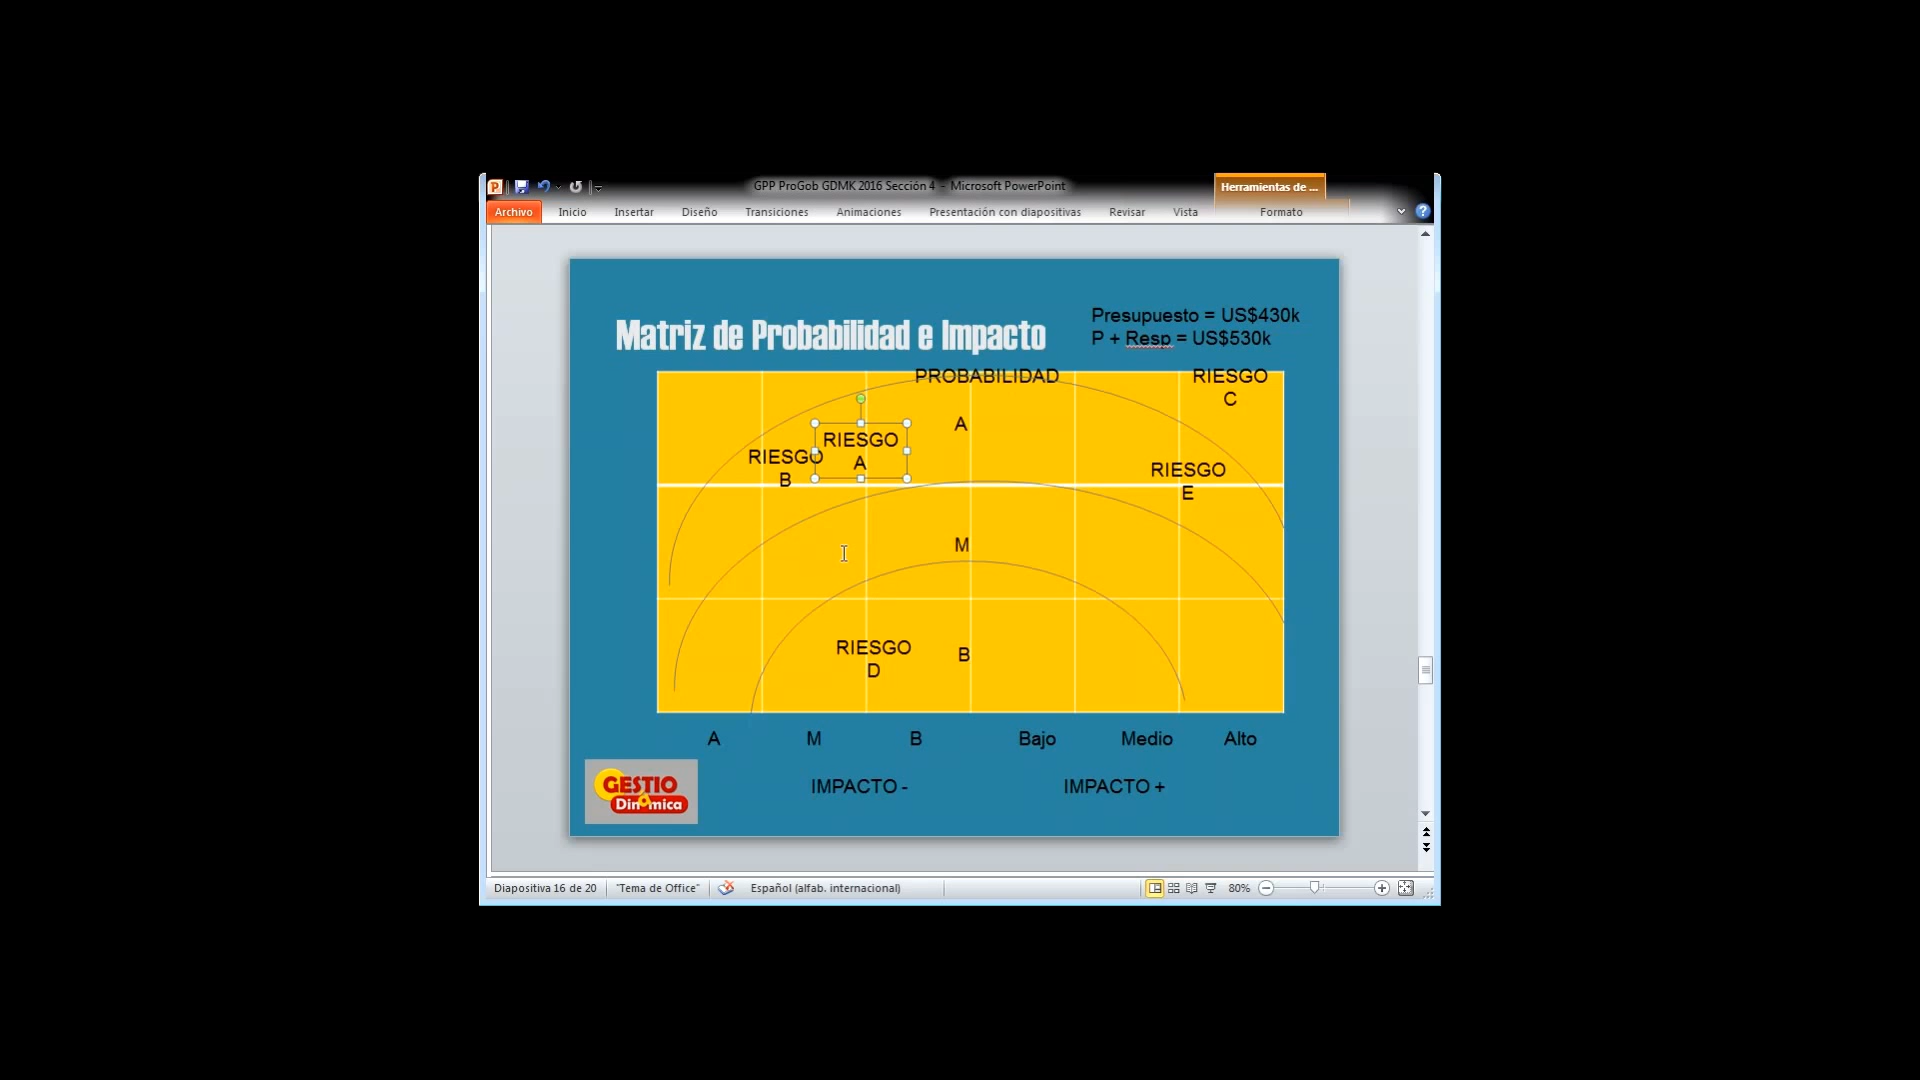 GPP ProGob GDMK 2016 Sección 4 - Microsoft PowerPoint
Herramientas de ...
Archivo Inicio Insertar Diseño Transiciones Animaciones Presentación con diapositivas Revisar Vista Formato
Presupuesto = US$430k
P + Resp = US$530k
Matriz de Probabilidad e Impacto
PROBABILIDAD
RIESGO
C
A
RIESGO
A
RIESGO
B
RIESGO
E
M
RIESGO
D
B
A M B Bajo Medio Alto
IMPACTO - IMPACTO +
GESTIO
Dinámica
Diapositiva 16 de 20 "Tema de Office" Español (alfab. internacional) 80%